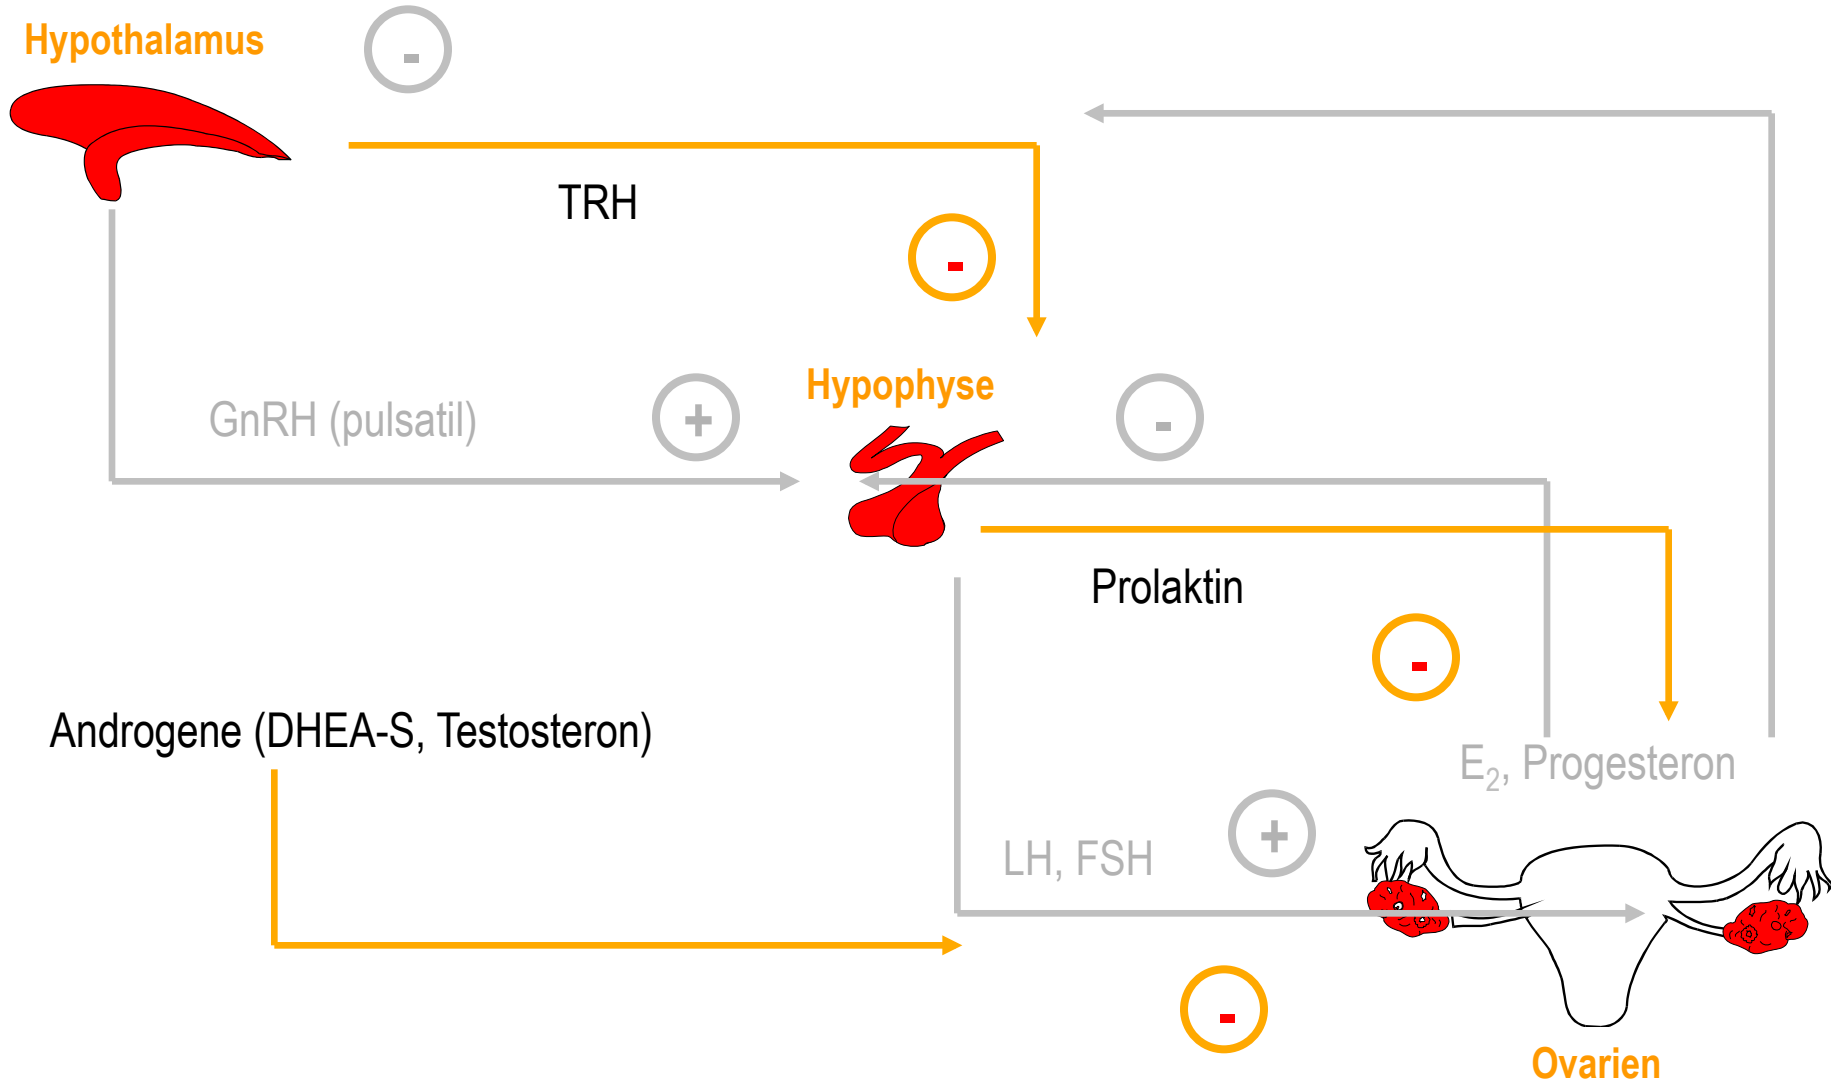 Hypothalamus
-
TRH
-
Hypophyse
GnRH (pulsatil)
+
-
Prolaktin
-
Androgene (DHEA-S, Testosteron)
E₂, Progesteron
+
LH, FSH
-
Ovarien